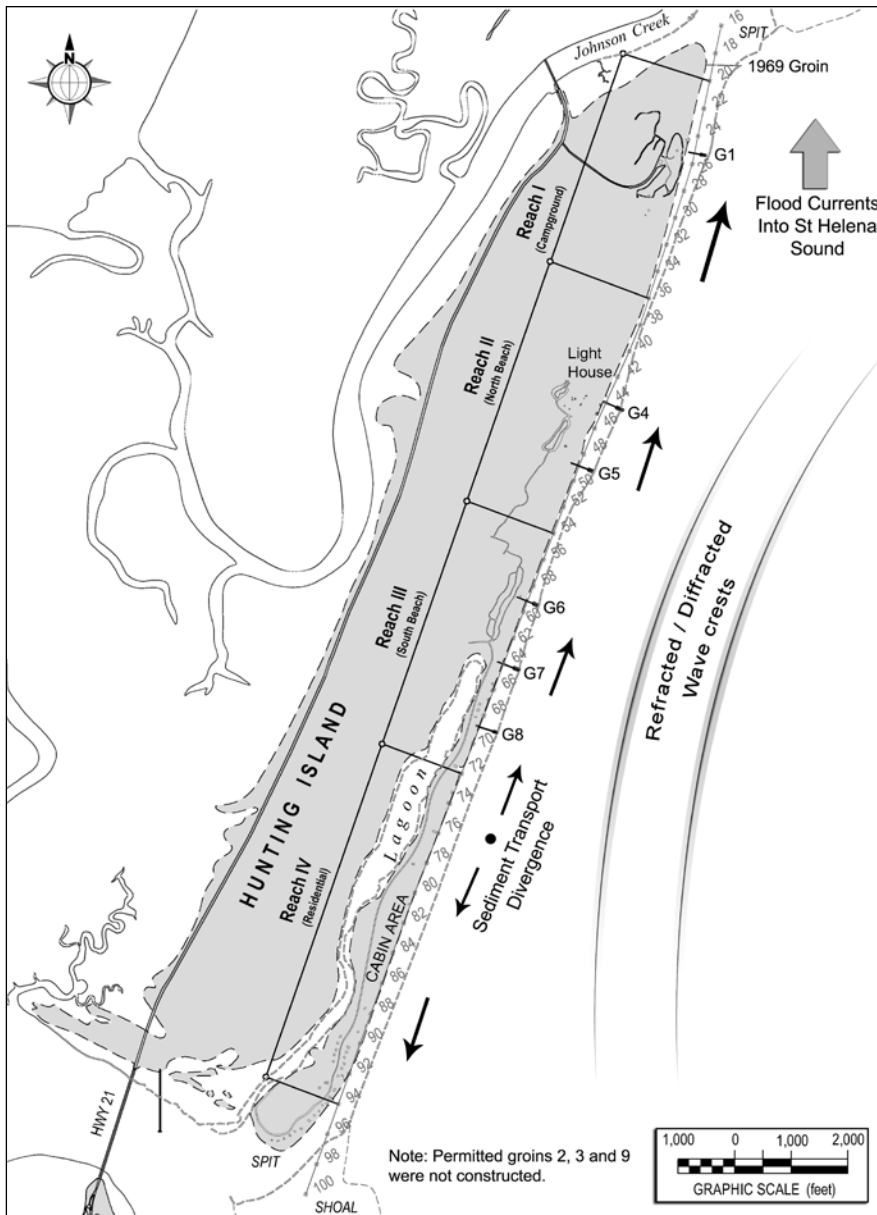 N
Johnson Creek
16
SPIT
18
20
1969 Groin
22
24
G1
26
28
30
32
34
36
38
40
42
44
46
48
50
52
54
56
58
60
62
64
66
68
70
72
74
76
78
80
82
84
86
88
90
92
94
96
98
100
Flood Currents
Into St Helena
Sound
Reach I
(Campground)
Reach II
(North Beach)
Light
House
G4
G5
Reach III
(South Beach)
G6
G7
G8
Refracted / Diffracted
Wave crests
HUNTING ISLAND
Lagoon
Sediment Transport
Divergence
Reach IV
(Residential)
CABIN AREA
HWY 21
SPIT
SHOAL
Note: Permitted groins 2, 3 and 9
were not constructed.
1,000 0 1,000 2,000
GRAPHIC SCALE (feet)